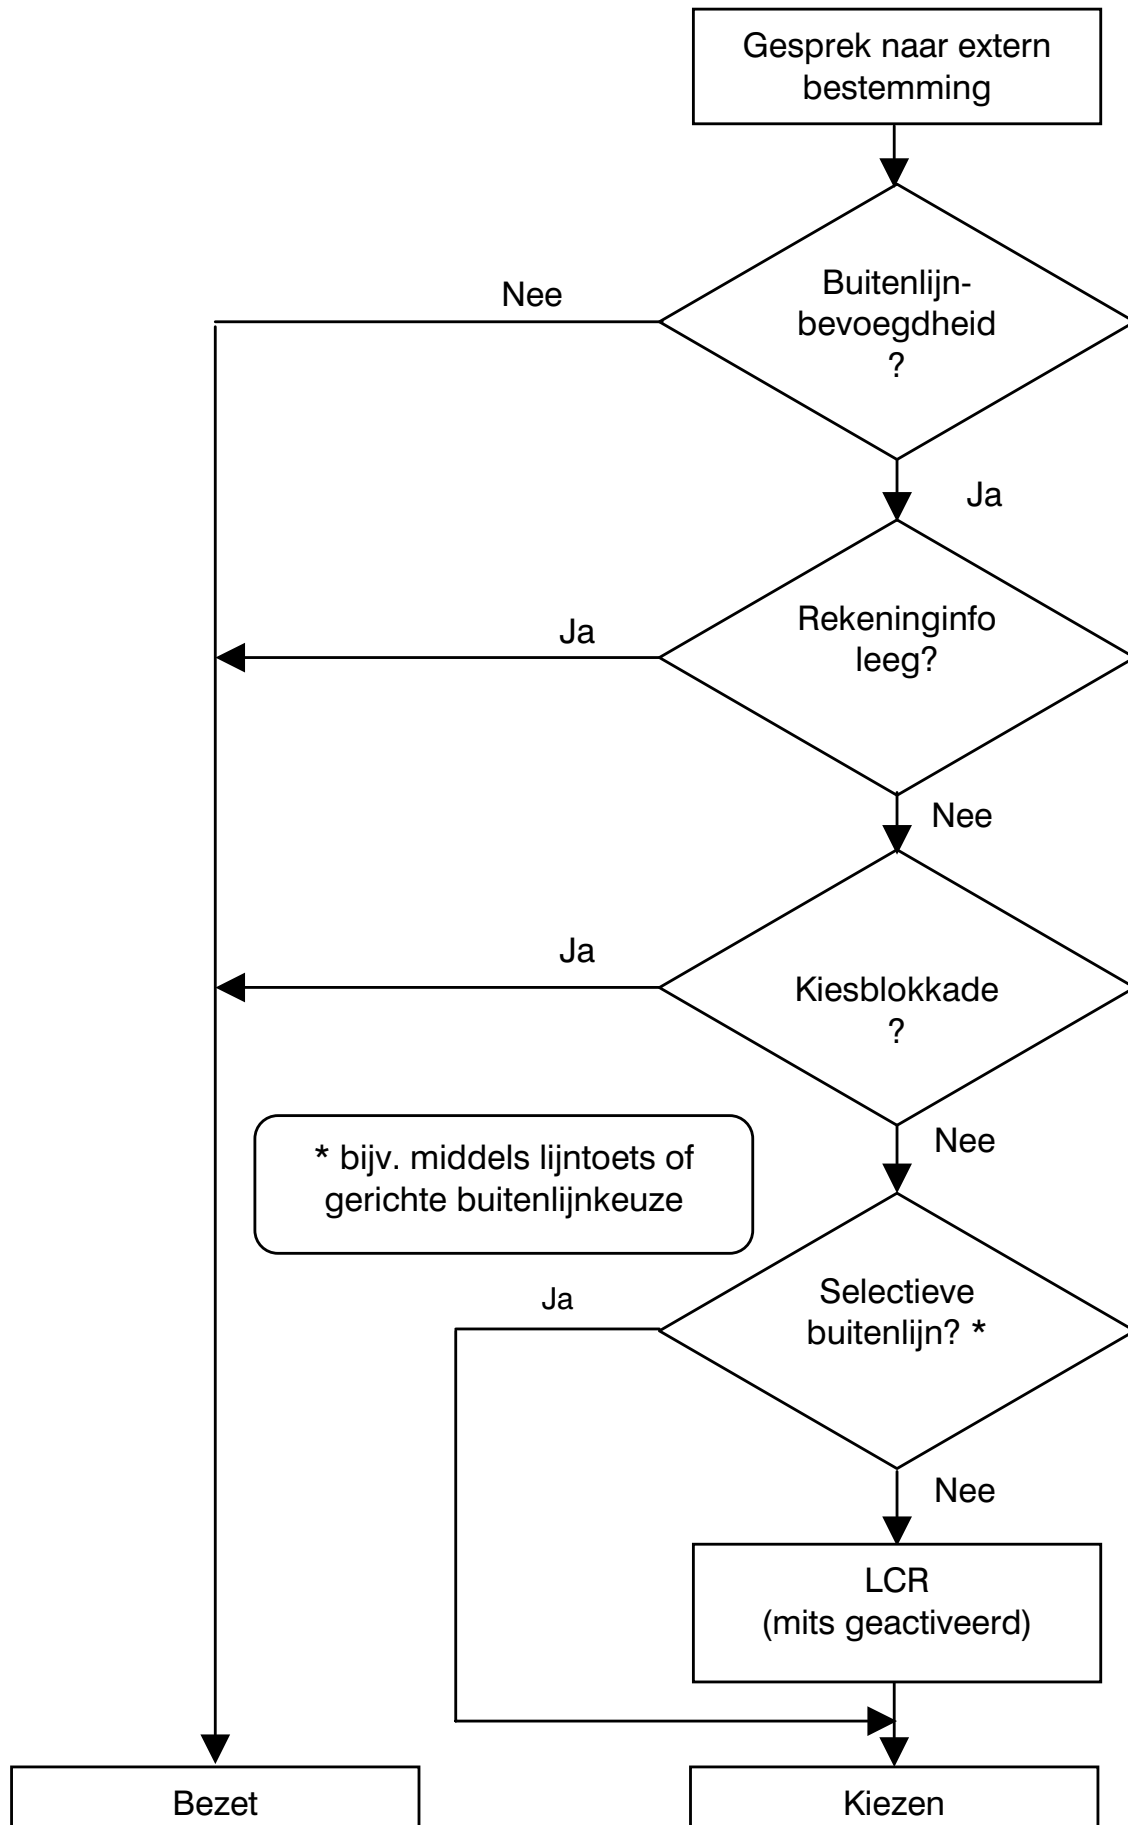 Gesprek naar extern
bestemming
Buitenlijn-
bevoegdheid
?
Nee
Ja
Rekeninginfo
leeg?
Ja
Nee
Kiesblokkade
?
Ja
Nee
* bijv. middels lijntoets of
gerichte buitenlijnkeuze
Selectieve
buitenlijn? *
Ja
Nee
LCR
(mits geactiveerd)
Bezet
Kiezen